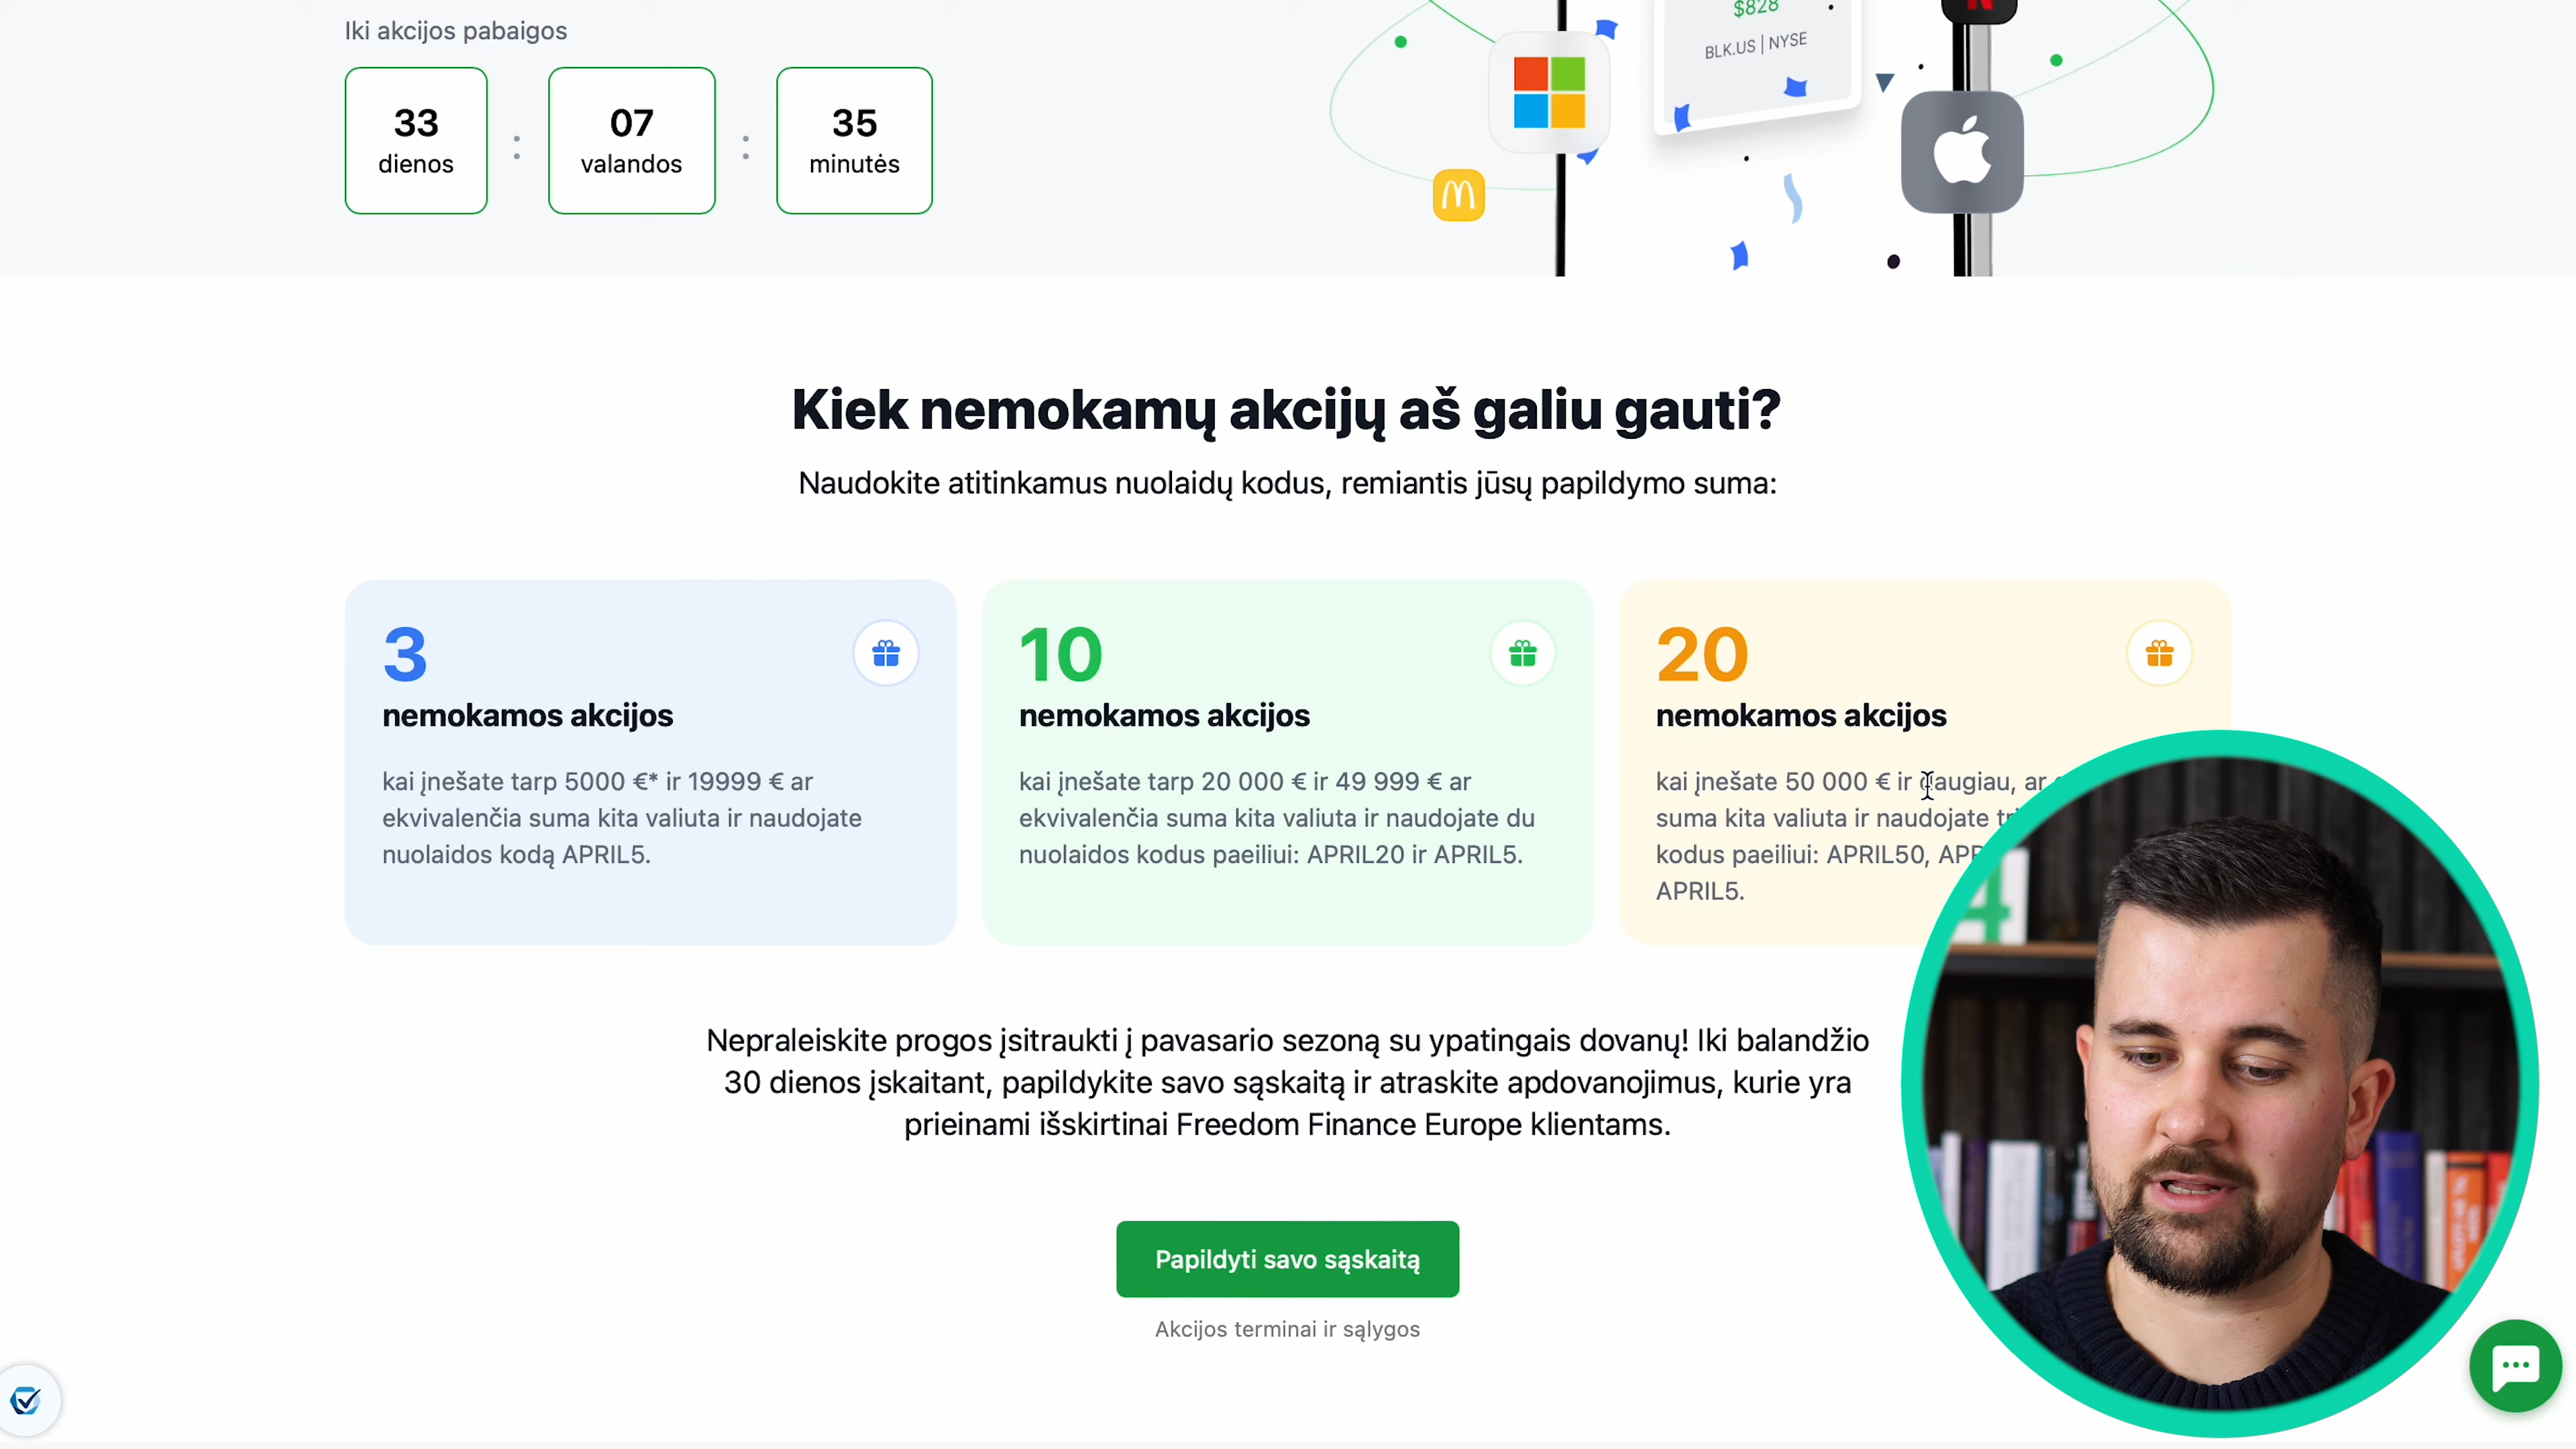 Iki akcijos pabaigos
33
dienos
:
07
valandos
:
35
minutės
$828
BLK.US | NYSE
Kiek nemokamų akcijų aš galiu gauti?
Naudokite atitinkamus nuolaidų kodus, remiantis jūsų papildymo suma:
3
nemokamos akcijos
kai įnešate tarp 5000 €* ir 19999 € ar
ekvivalenčia suma kita valiuta ir naudojate
nuolaidos kodą APRIL5.
10
nemokamos akcijos
kai įnešate tarp 20 000 € ir 49 999 € ar
ekvivalenčia suma kita valiuta ir naudojate du
nuolaidos kodus paeiliui: APRIL20 ir APRIL5.
20
nemokamos akcijos
kai įnešate 50 000 € ir daugiau, ar
suma kita valiuta ir naudojate
kodus paeiliui: APRIL50,
APRIL5.
Nepraleiskite progos įsitraukti į pavasario sezoną su ypatingais dovanų! Iki balandžio
30 dienos įskaitant, papildykite savo sąskaitą ir atraskite apdovanojimus, kurie yra
prieinami išskirtinai Freedom Finance Europe klientams.
Papildyti savo sąskaitą
Akcijos terminai ir sąlygos